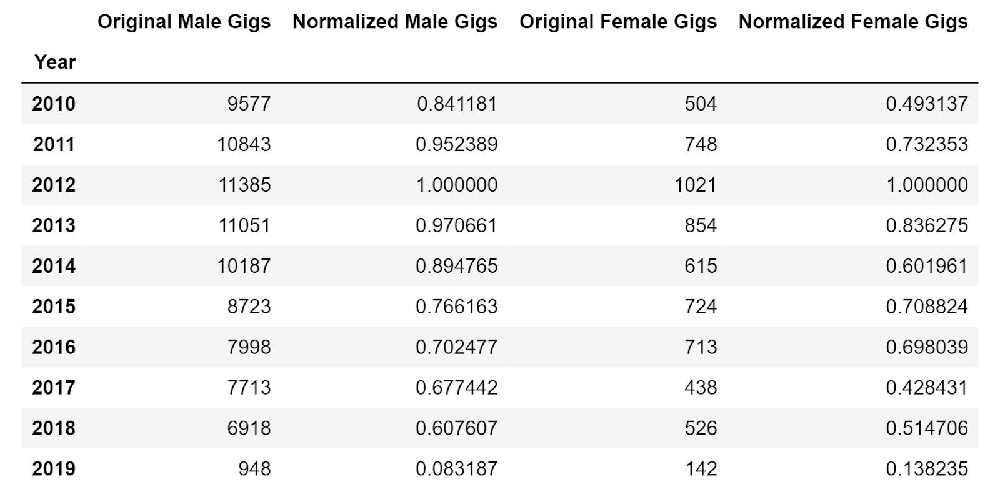 Original Male Gigs Normalized Male Gigs Original Female Gigs Normalized Female Gigs
Year
2010 9577 0.841181 504 0.493137
2011 10843 0.952389 748 0.732353
2012 11385 1.000000 1021 1.000000
2013 11051 0.970661 854 0.836275
2014 10187 0.894765 615 0.601961
2015 8723 0.766163 724 0.708824
2016 7998 0.702477 713 0.698039
2017 7713 0.677442 438 0.428431
2018 6918 0.607607 526 0.514706
2019 948 0.083187 142 0.138235